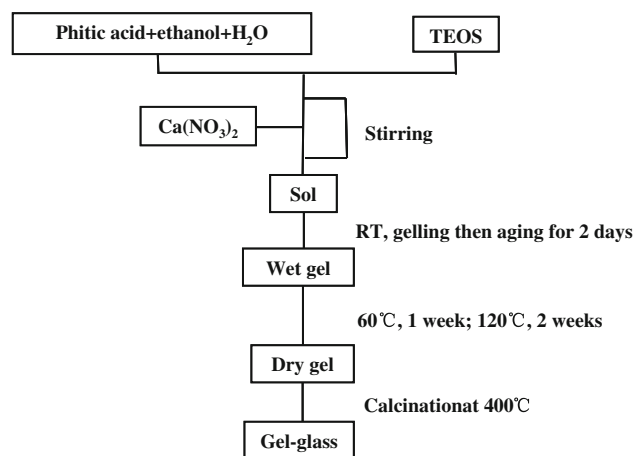 Phitic acid+ethanol+H₂O
TEOS
Ca(NO₃)₂
Stirring
Sol
RT, gelling then aging for 2 days
Wet gel
60℃, 1 week; 120℃, 2 weeks
Dry gel
Calcinationat 400℃
Gel-glass